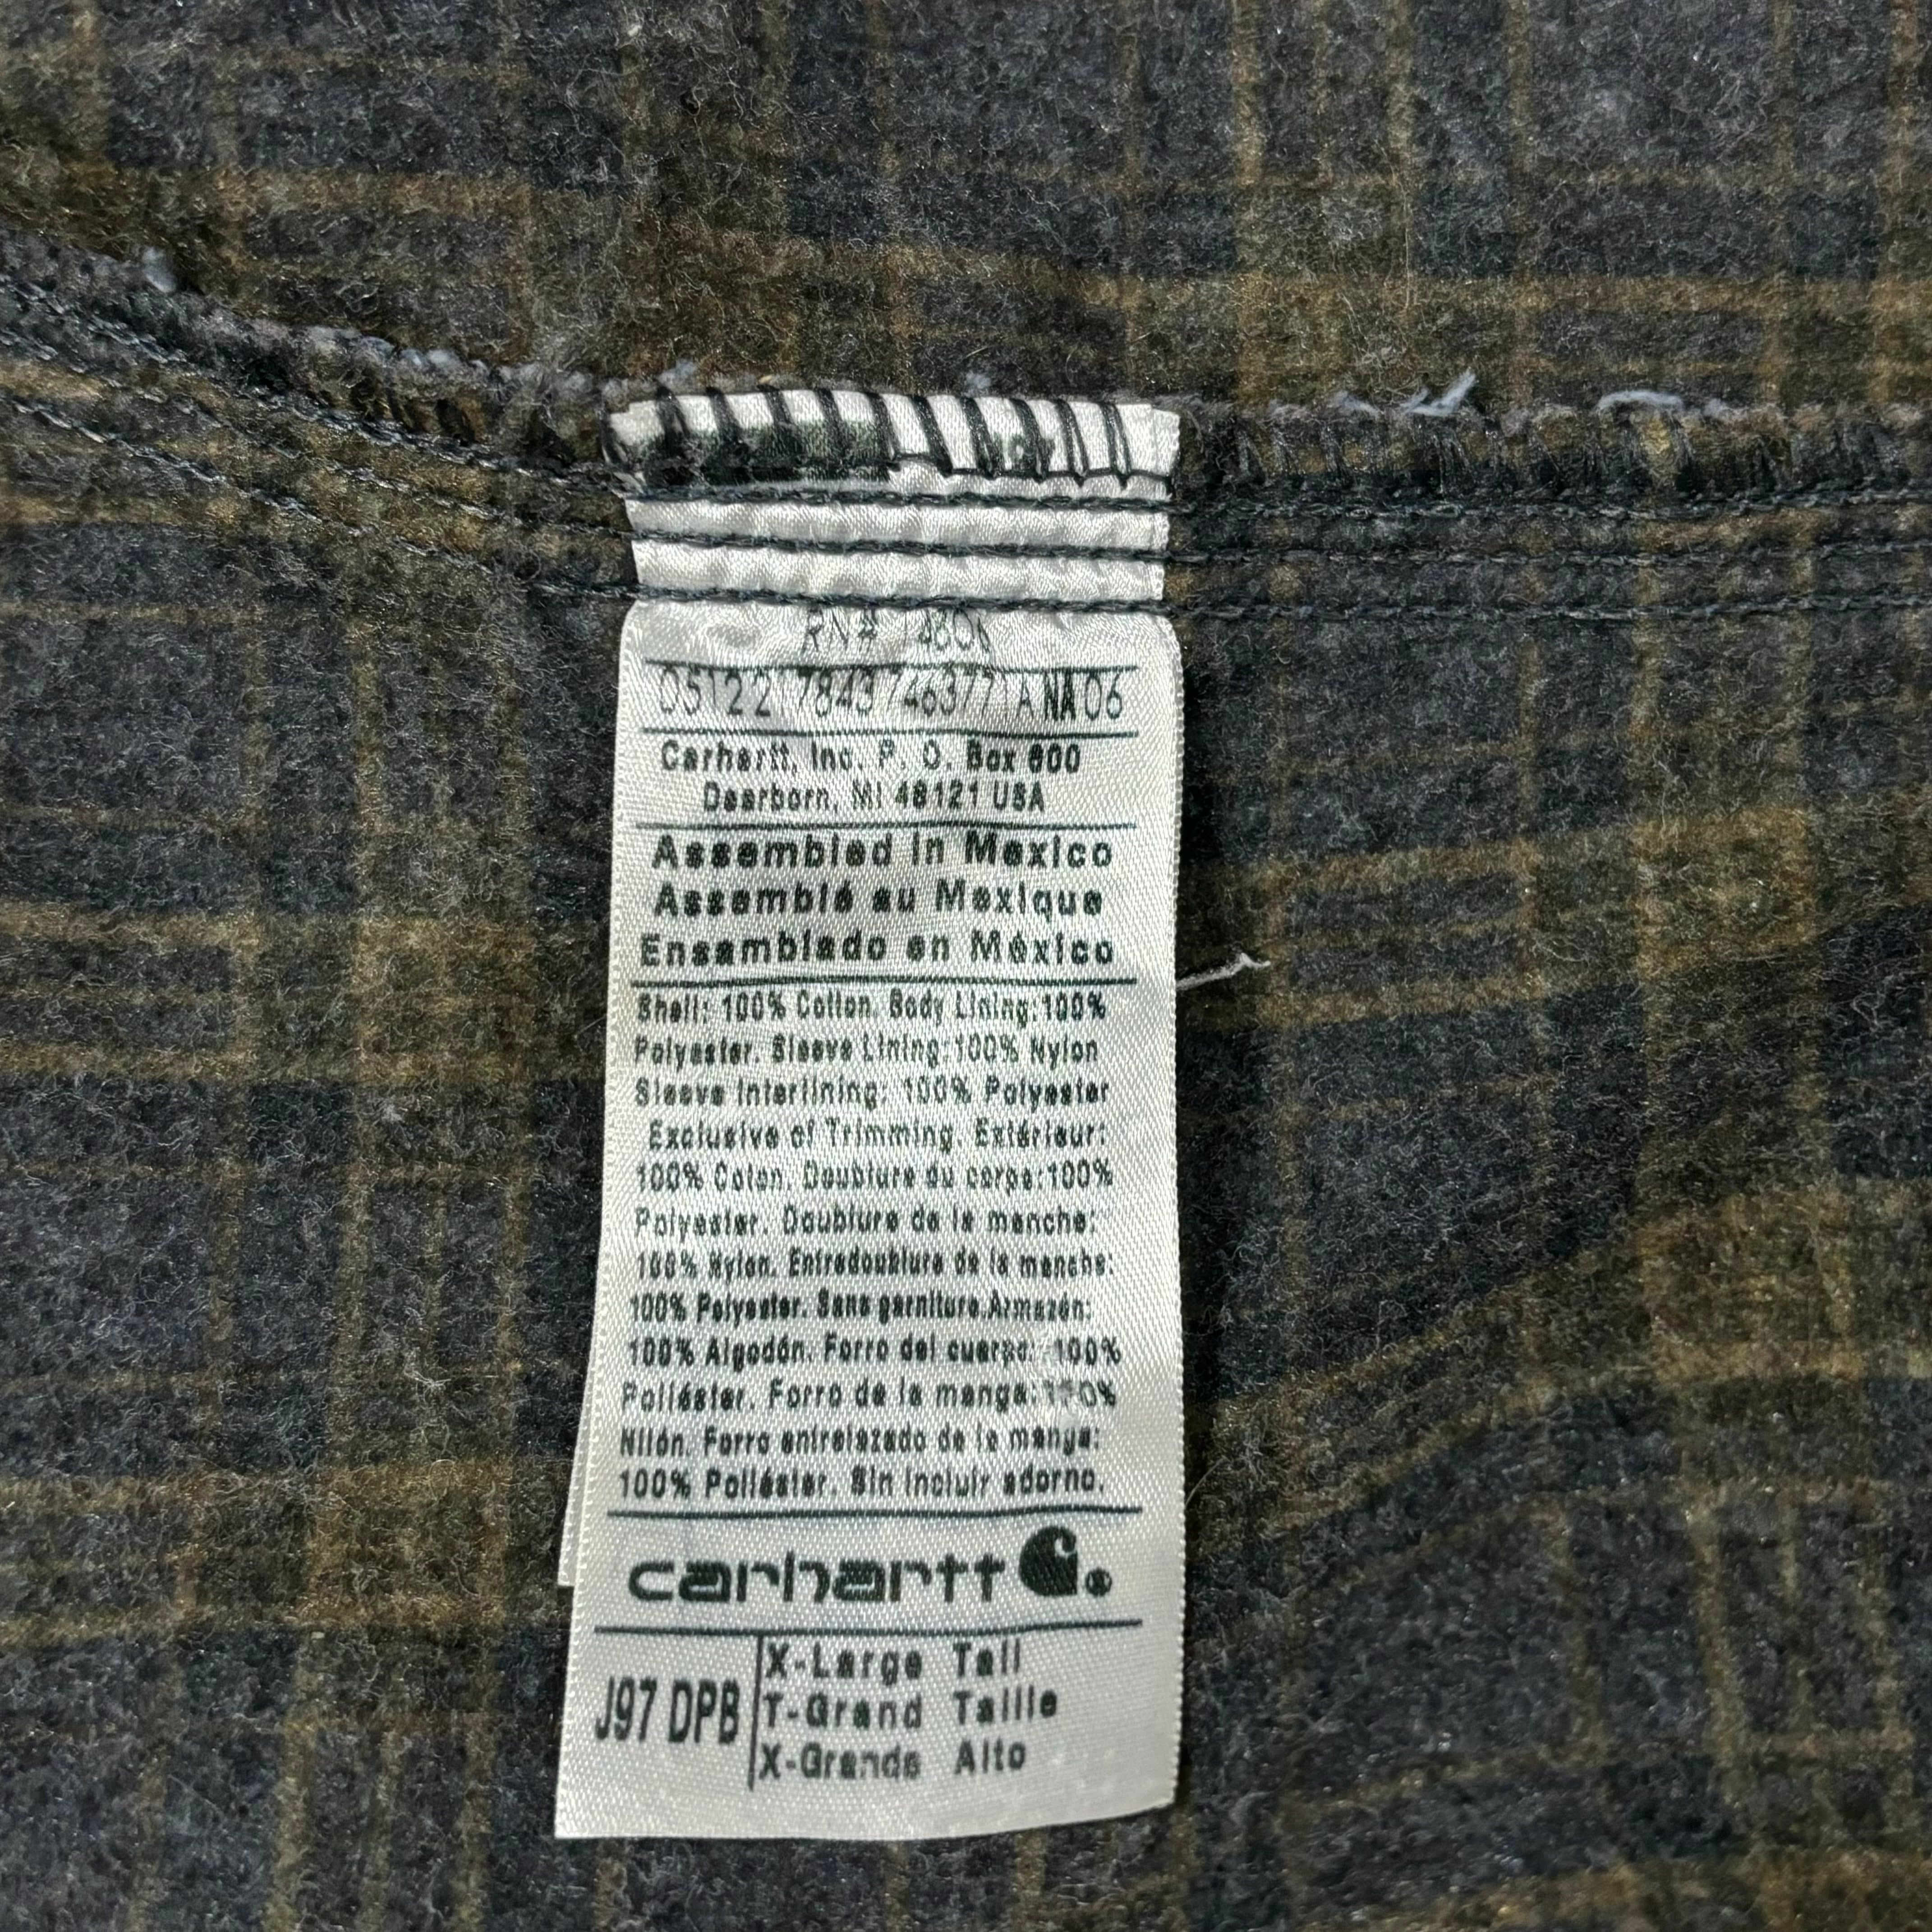 RN# 14806
05122 7843746377 1A NA 06
Carhartt, Inc. P. O. Box 600
Dearborn, MI 48121 USA
Assembled in Mexico
Assemblé au Mexique
Ensamblado en México
Shell: 100% Cotton. Body Lining:100%
Polyester. Sleeve Lining:100% Nylon
Sleeve Interlining: 100% Polyester
Exclusive of Trimming. Extérieur:
100% Coton. Doublure du corps:100%
Polyester. Doublure de la manche:
100% Nylon. Entredoublure de la manche:
100% Polyester. Sans garniture.Armazón:
100% Algodón. Forro del cuerpo: 100%
Poliéster. Forro de la manga:100%
Nilón. Forro entrelazado de la manga:
100% Poliéster. Sin incluir adorno.
carhartt ®
J97 DPB
X-Large Tall
T-Grand Taille
X-Grande Alto